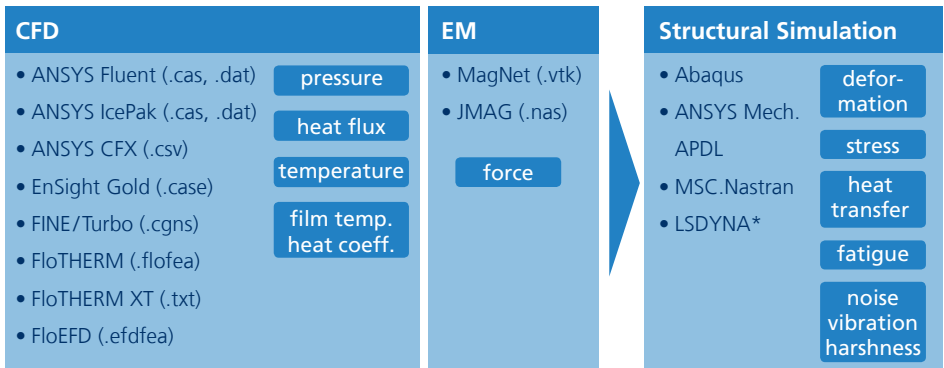 CFD
• ANSYS Fluent (.cas, .dat)
• ANSYS IcePak (.cas, .dat)
• ANSYS CFX (.csv)
• EnSight Gold (.case)
• FINE/Turbo (.cgns)
• FloTHERM (.flofea)
• FloTHERM XT (.txt)
• FloEFD (.efdfea)
pressure
heat flux
temperature
film temp.
heat coeff.
EM
• MagNet (.vtk)
• JMAG (.nas)
force
Structural Simulation
• Abaqus
• ANSYS Mech.
APDL
• MSC.Nastran
• LSDYNA*
defor-
mation
stress
heat
transfer
fatigue
noise
vibration
harshness